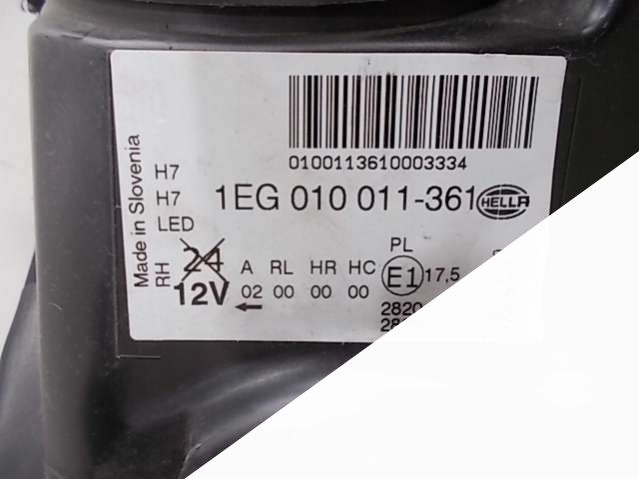 0100113610003334
1EG 010 011-361 HELLA
Made in Slovenia
H7
H7
LED
RH
24
12V
A RL HR HC
02 00 00 00
PL
E1 17,5
2820